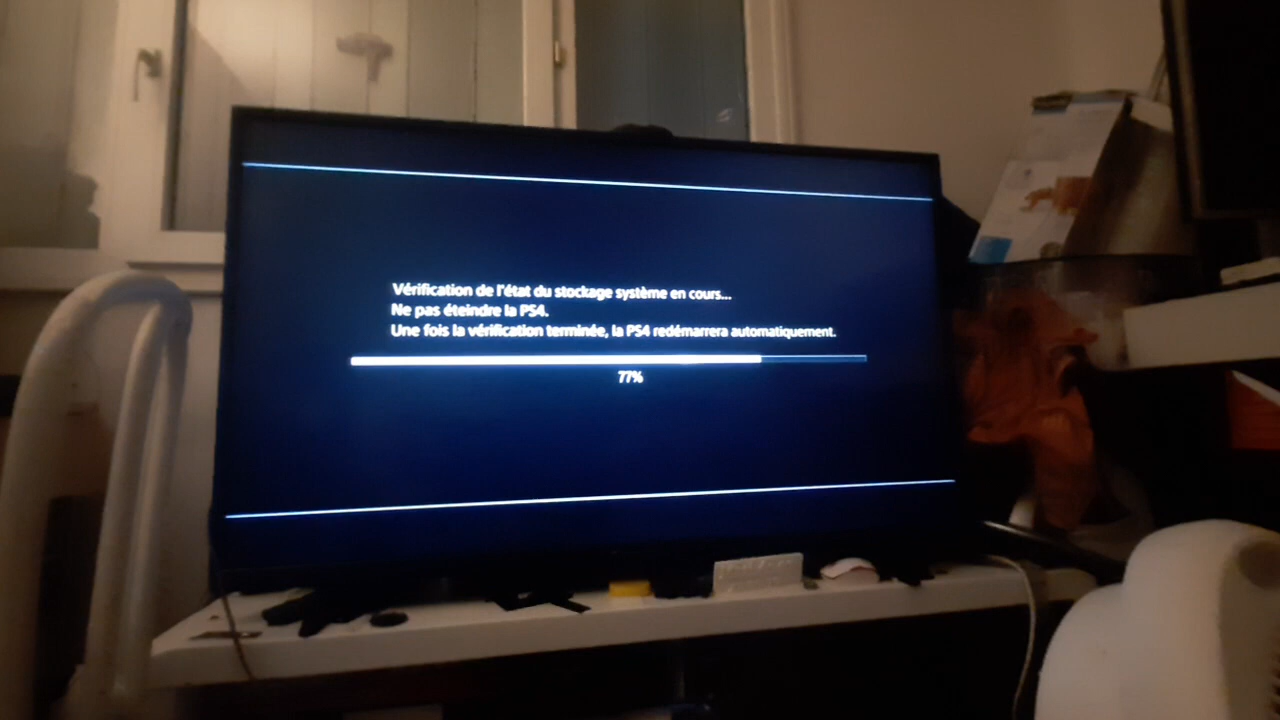 Vérification de l'état du stockage système en cours...
Ne pas éteindre la PS4.
Une fois la vérification terminée, la PS4 redémarrera automatiquement.
77%